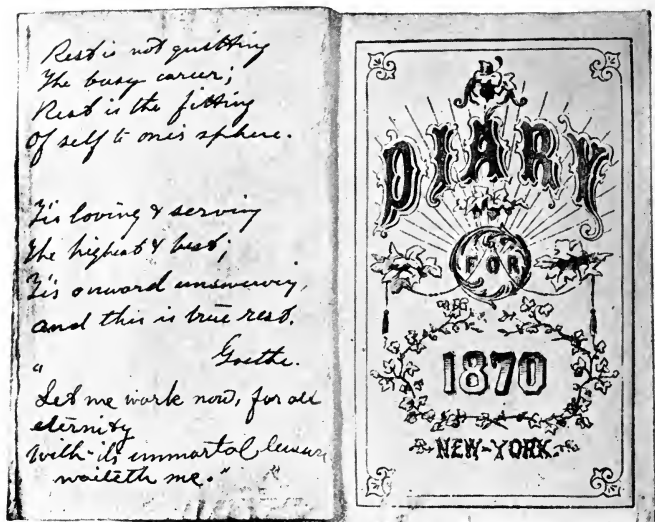 Rest is not quitting
The busy career;
Rest is the fitting
Of self to one's sphere.
'Tis loving & serving
The highest & best;
'Tis onward unswerving,
and this is true rest.
Goethe.
"
Let me work now, for all
eternity
With its immortal leisure
waiteth me."
DIARY
FOR
1870
NEW-YORK.